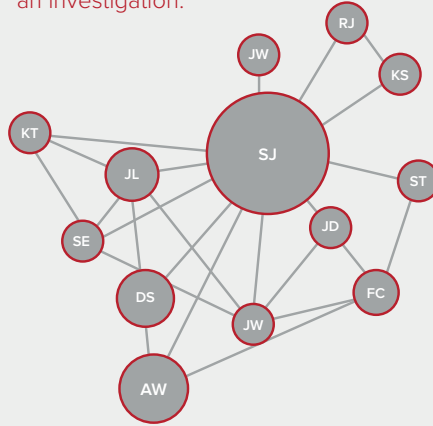 an investigation.
RJ
JW
KS
KT
SJ
JL
ST
JD
SE
DS
FC
JW
AW